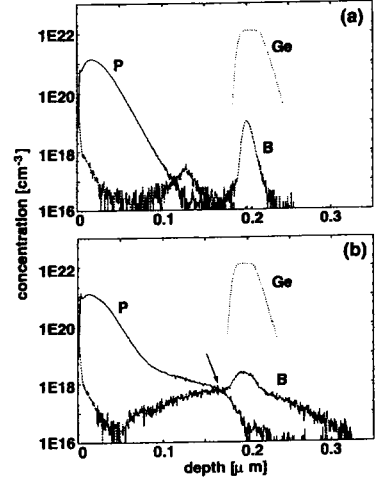 (a)
1E22
Ge
P
1E20
B
1E18
1E16
0 0.1 0.2 0.3
concentration [cm-3]
(b)
1E22
Ge
P
1E20
B
1E18
1E16
0 0.1 0.2 0.3
depth [μ m]